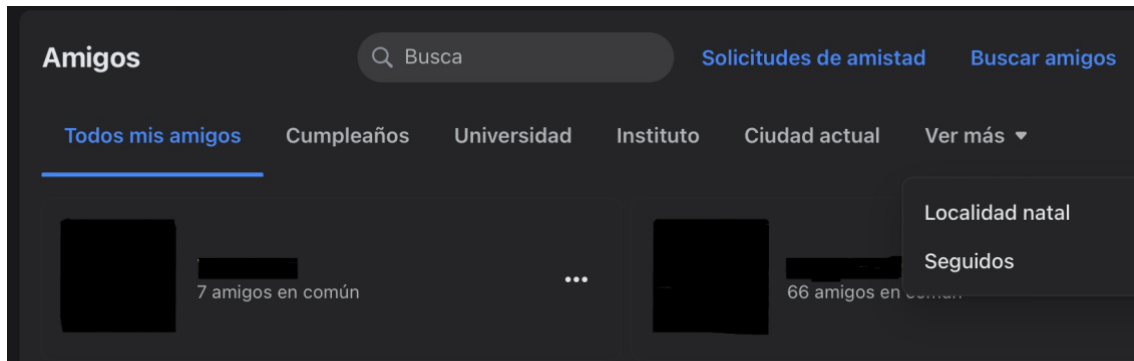 Amigos
Busca
Solicitudes de amistad
Buscar amigos
Todos mis amigos
Cumpleaños
Universidad
Instituto
Ciudad actual
Ver más
Localidad natal
Seguidos
7 amigos en común
66 amigos en